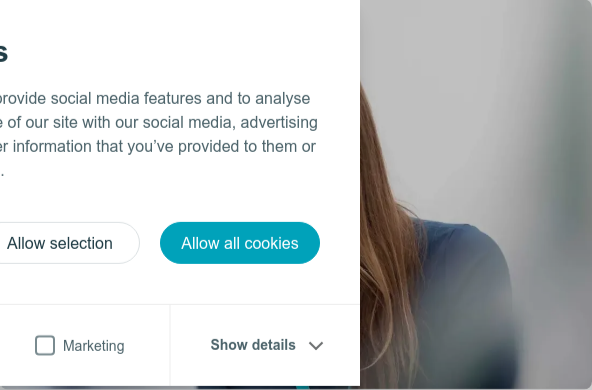 s
provide social media features and to analyse
e of our site with our social media, advertising
er information that you've provided to them or
.
Allow selection
Allow all cookies
Marketing
Show details